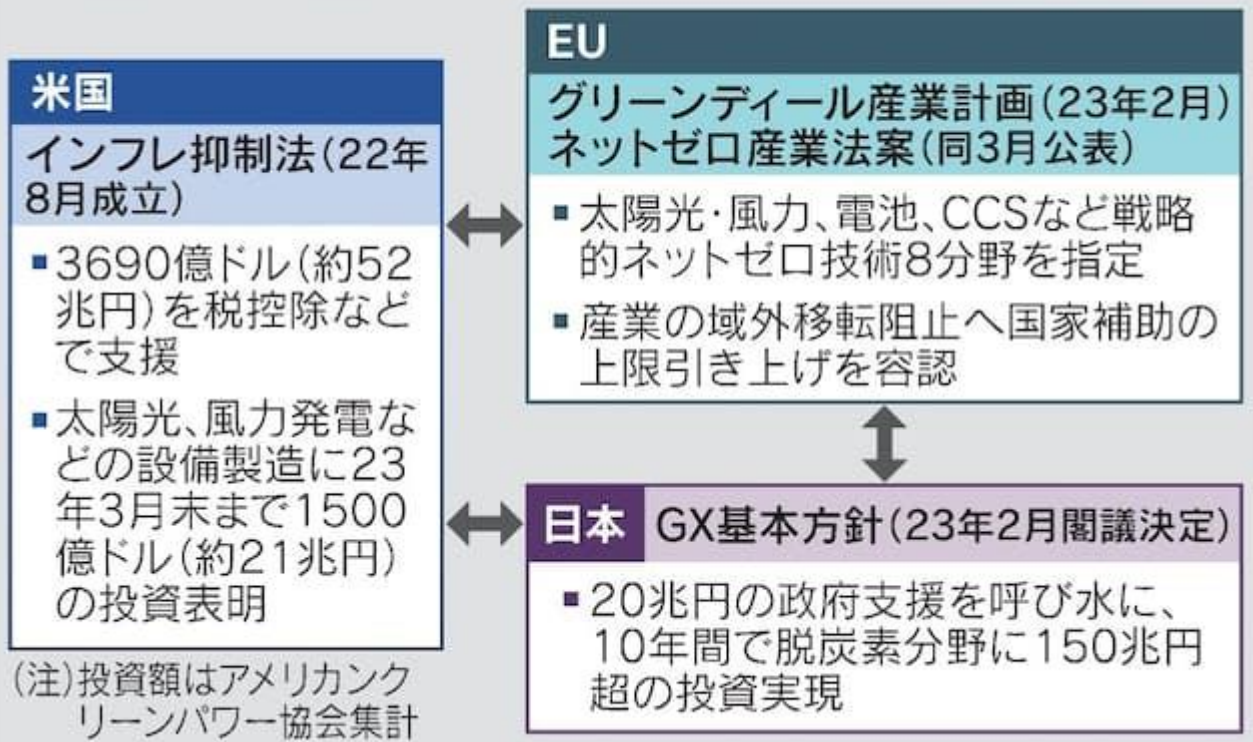 米国
インフレ抑制法(22年
8月成立)
▪3690億ドル(約52
兆円)を税控除など
で支援
▪太陽光、風力発電な
どの設備製造に23
年3月末まで1500
億ドル(約21兆円)
の投資表明
(注)投資額はアメリカンク
リーンパワー協会集計
EU
グリーンディール産業計画(23年2月)
ネットゼロ産業法案(同3月公表)
▪太陽光・風力、電池、CCSなど戦略
的ネットゼロ技術8分野を指定
▪産業の域外移転阻止へ国家補助の
上限引き上げを容認
日本 GX基本方針(23年2月閣議決定)
▪20兆円の政府支援を呼び水に、
10年間で脱炭素分野に150兆円
超の投資実現